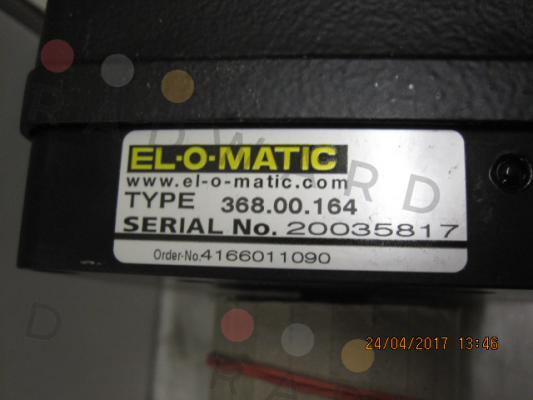 EL-O-MATIC
www.el-o-matic.com
TYPE 368.00.164
SERIAL No. 20035817
Order-No. 4166011090
24/04/2017 13:46